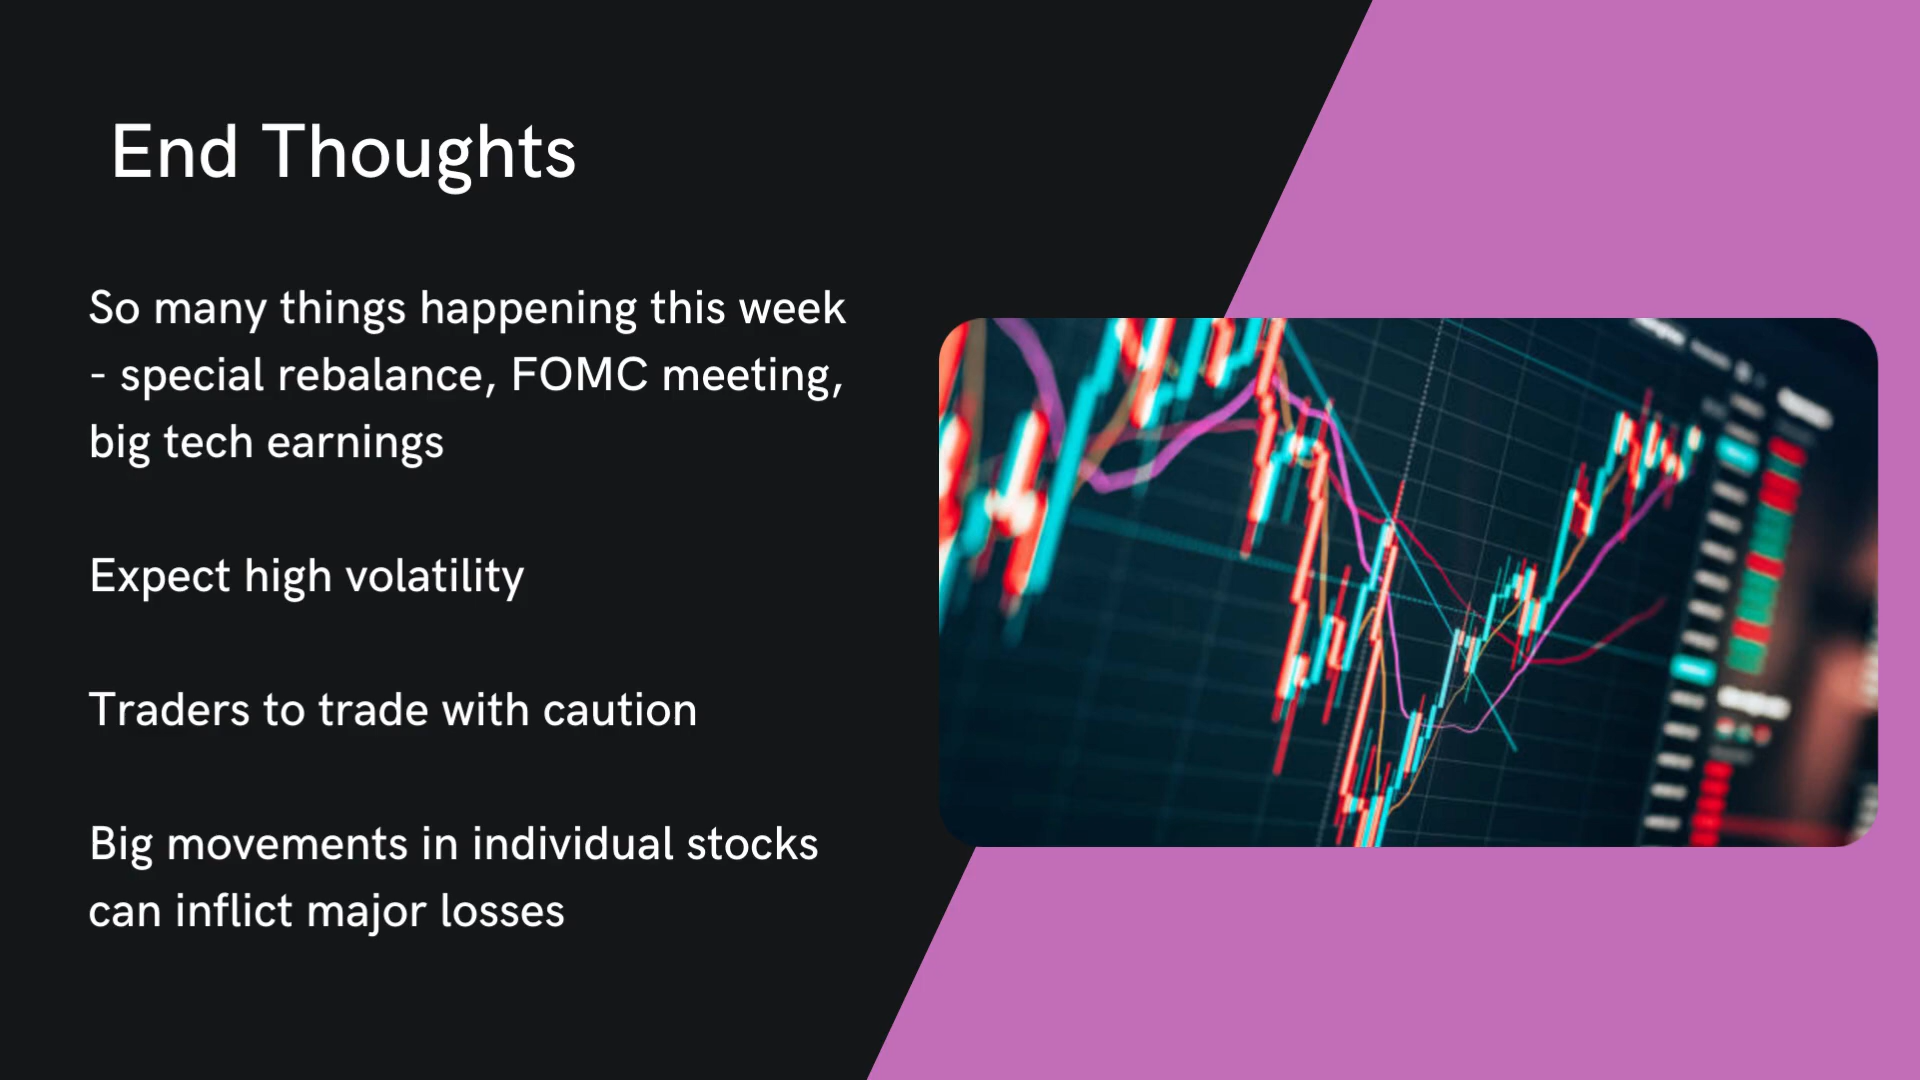 End Thoughts
So many things happening this week
- special rebalance, FOMC meeting,
big tech earnings
Expect high volatility
Traders to trade with caution
Big movements in individual stocks
can inflict major losses